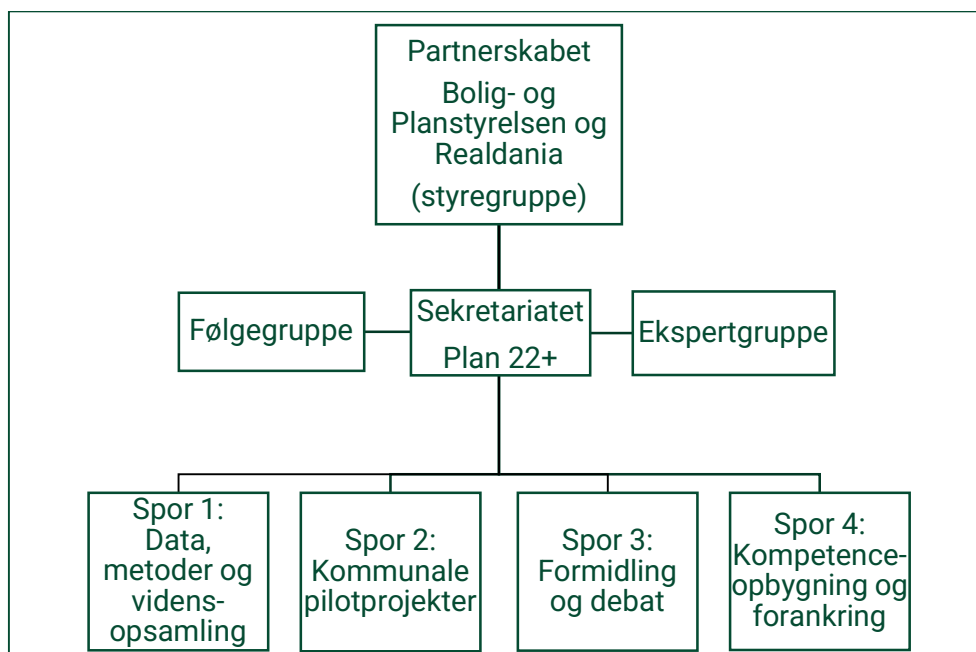 Partnerskabet
Bolig- og
Planstyrelsen og
Realdania
(styregruppe)
Følgegruppe
Sekretariatet
Plan 22+
Ekspertgruppe
Spor 1:
Data,
metoder og
videns-
opsamling
Spor 2:
Kommunale
pilotprojekter
Spor 3:
Formidling
og debat
Spor 4:
Kompetence-
opbygning og
forankring